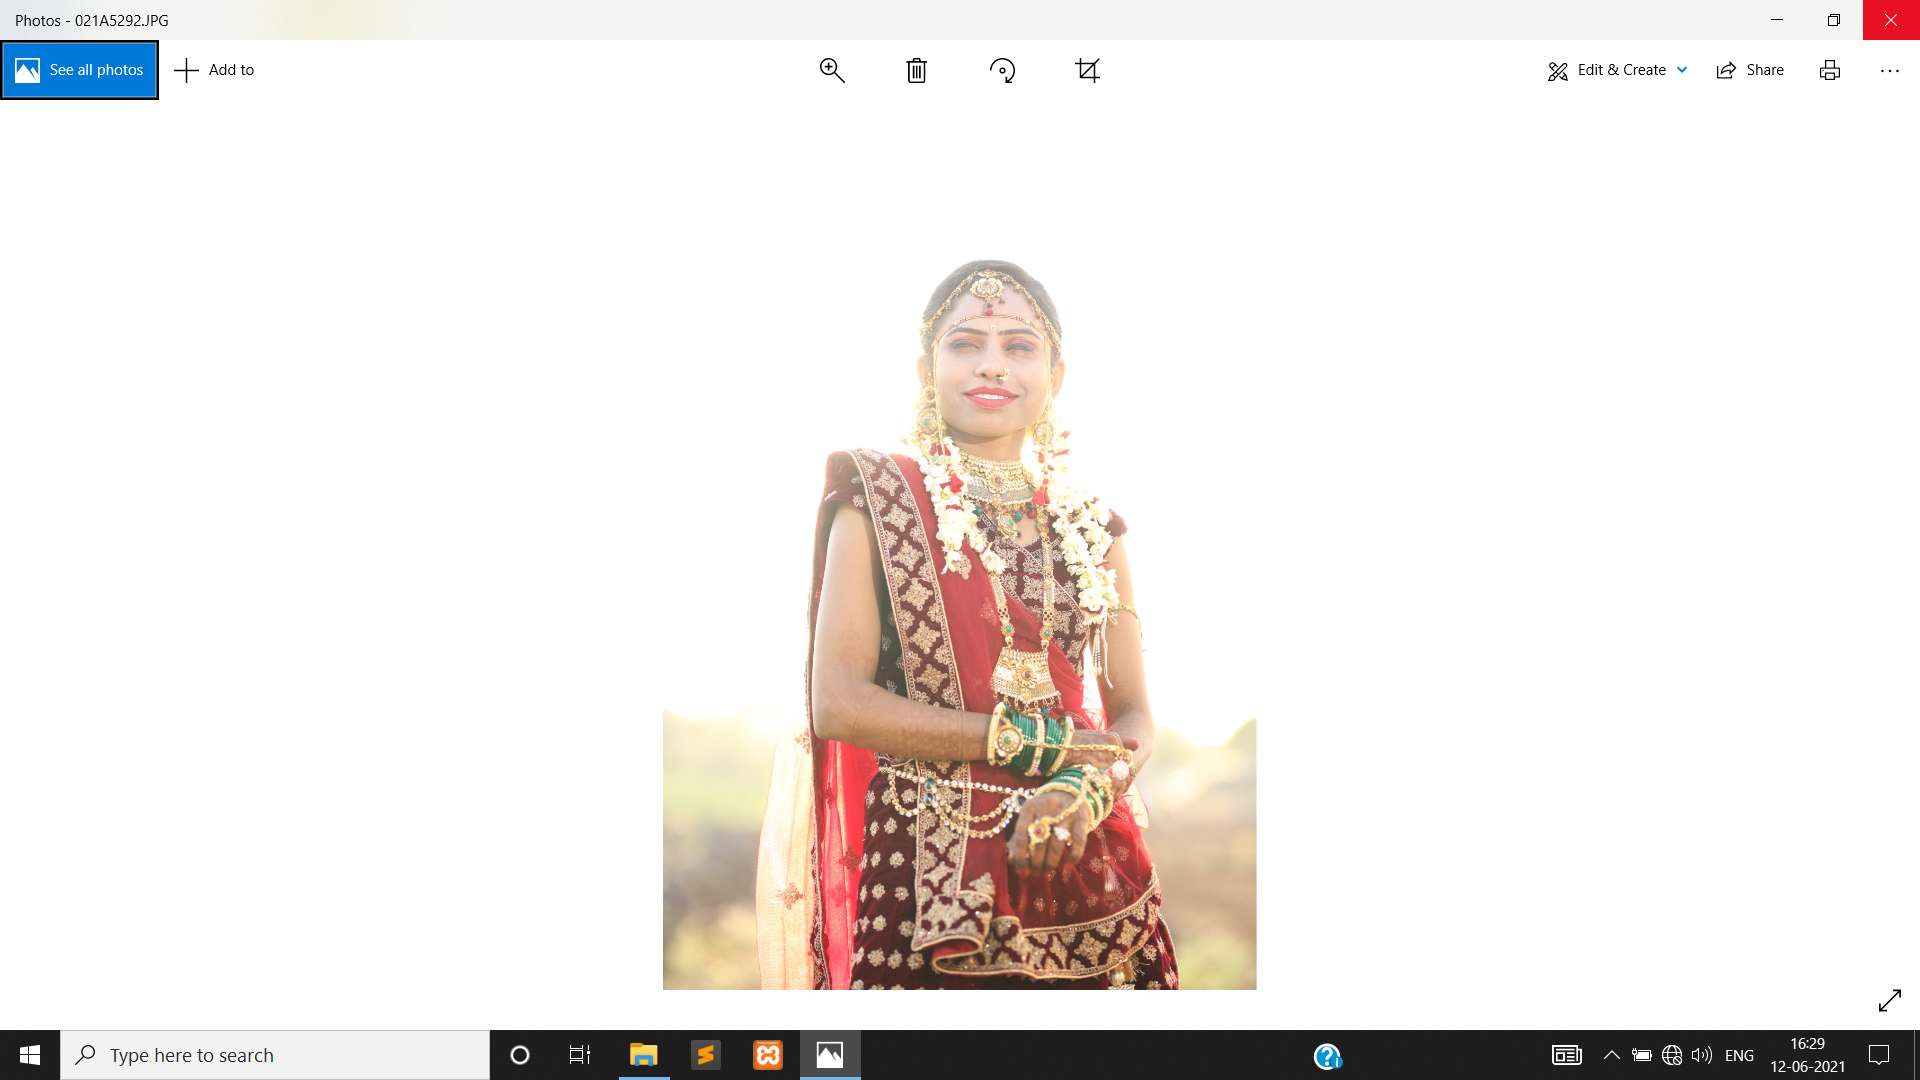 Photos - 021A5292.JPG
See all photos
Add to
Edit & Create
Share
Type here to search
ENG
16:29
12-06-2021